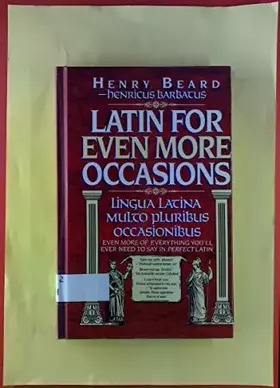 HENRY BEARD
—HENRICUS BARBATUS
LATIN FOR
EVEN MORE
OCCASIONS
LINGUA LATINA
MULTO PLURIBUS
OCCASIONIBUS
EVEN MORE OF EVERYTHING YOU'LL
EVER NEED TO SAY IN PERFECT LATIN